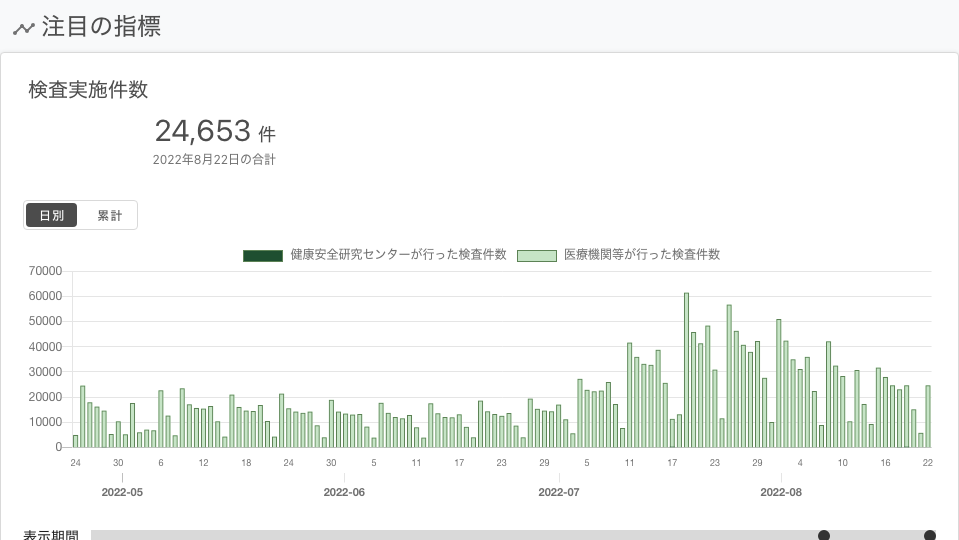 注目の指標
検査実施件数
24,653 件
2022年8月22日の合計
日別 累計
健康安全研究センターが行った検査件数 医療機関等が行った検査件数
70000
60000
50000
40000
30000
20000
10000
0
24 30 6 12 18 24 30 5 11 17 23 29 5 11 17 23 29 4 10 16 22
2022-05 2022-06 2022-07 2022-08
表示期間